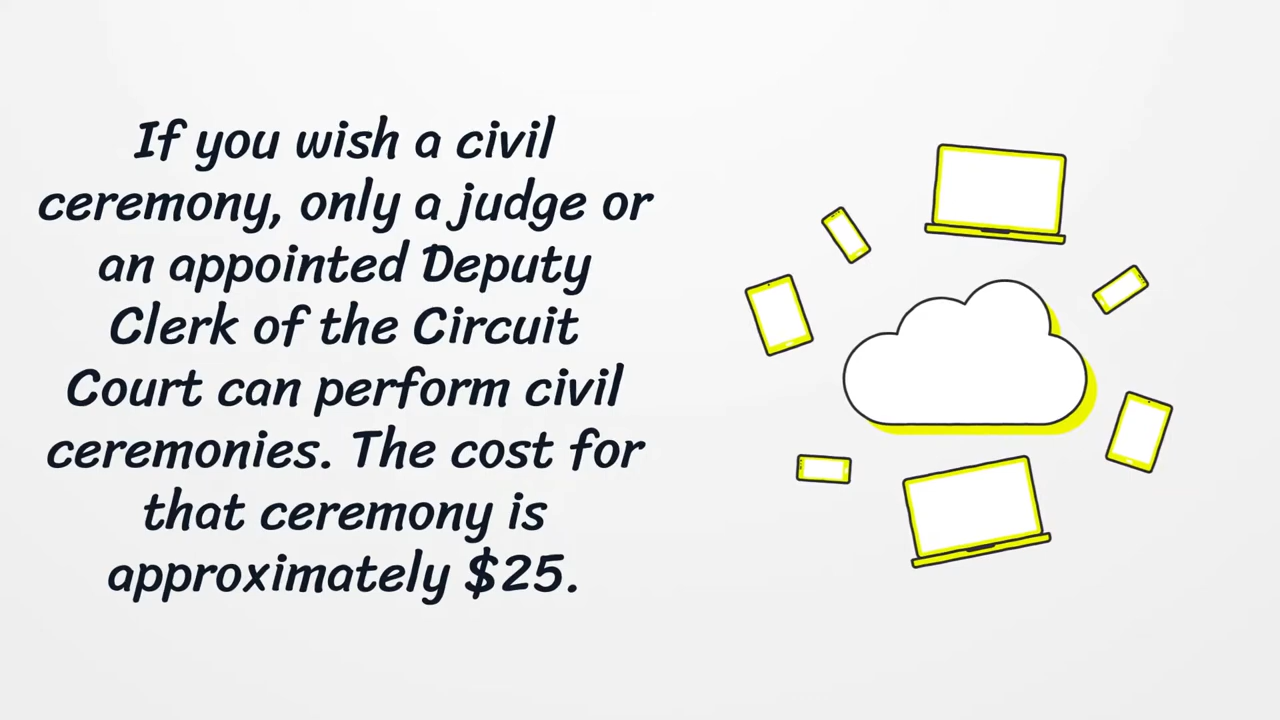 If you wish a civil
ceremony, only a judge or
an appointed Deputy
Clerk of the Circuit
Court can perform civil
ceremonies. The cost for
that ceremony is
approximately $25.